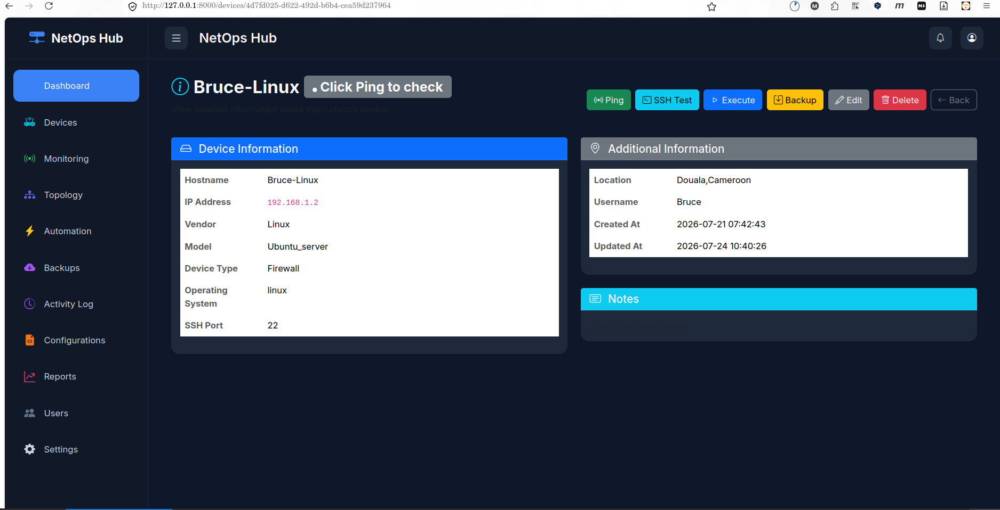 http://127.0.0.1:8000/devices/4d7fd025-d622-492d-b6b4-cea59d237964
NetOps Hub
NetOps Hub
Dashboard
Devices
Monitoring
Topology
Automation
Backups
Activity Log
Configurations
Reports
Users
Settings
Bruce-Linux
Click Ping to check
View detailed information about this network device.
Ping
SSH Test
Execute
Backup
Edit
Delete
Back
Device Information
Hostname Bruce-Linux
IP Address 192.168.1.2
Vendor Linux
Model Ubuntu_server
Device Type Firewall
Operating System linux
SSH Port 22
Additional Information
Location Douala,Cameroon
Username Bruce
Created At 2026-07-21 07:42:43
Updated At 2026-07-24 10:40:26
Notes
This is my Linux server